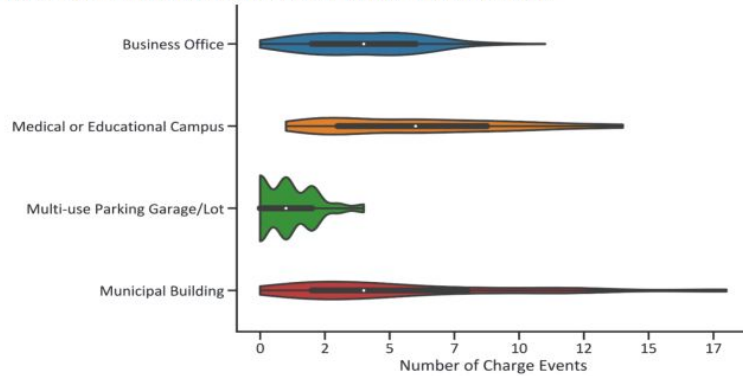 Business Office
Medical or Educational Campus
Multi-use Parking Garage/Lot
Municipal Building
0 2 5 7 10 12 15 17
Number of Charge Events